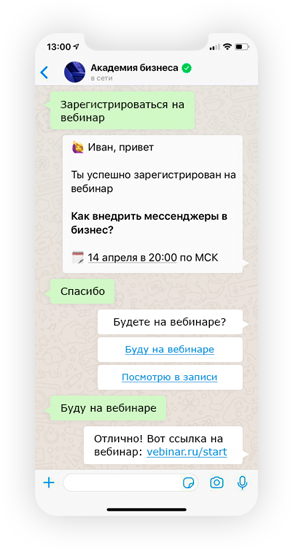 13:00
Академия бизнеса
в сети
Зарегистрироваться на
вебинар
Иван, привет
Ты успешно зарегистрирован на
вебинар
Как внедрить мессенджеры в
бизнес?
14 апреля в 20:00 по МСК
Спасибо
Будете на вебинаре?
Буду на вебинаре
Посмотрю в записи
Буду на вебинаре
Отлично! Вот ссылка на
вебинар: vebinar.ru/start